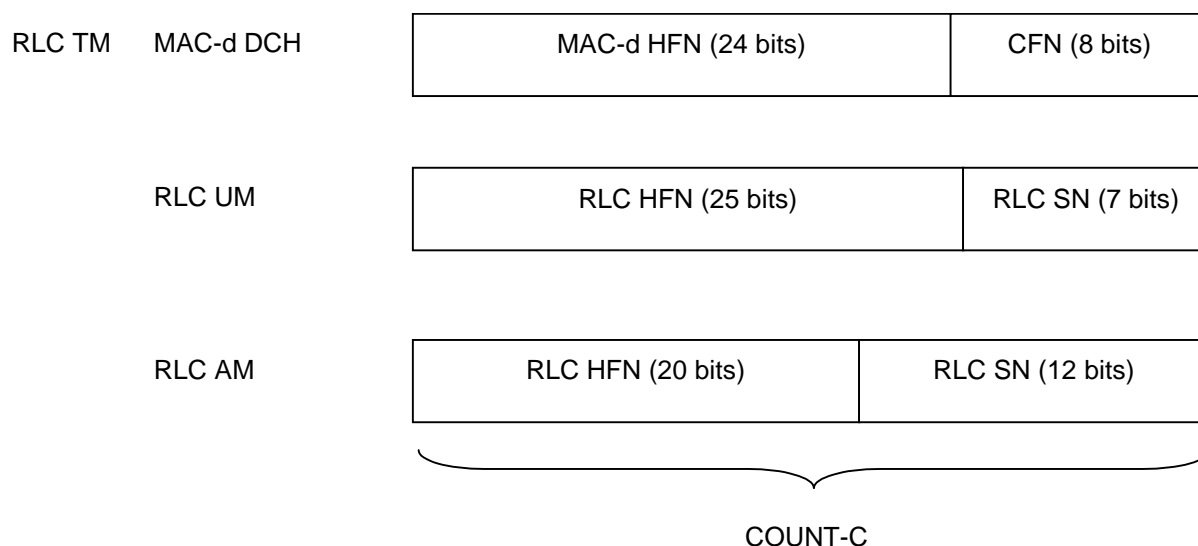 RLC TM MAC-d DCH MAC-d HFN (24 bits) CFN (8 bits)
RLC UM RLC HFN (25 bits) RLC SN (7 bits)
RLC AM RLC HFN (20 bits) RLC SN (12 bits)
COUNT-C